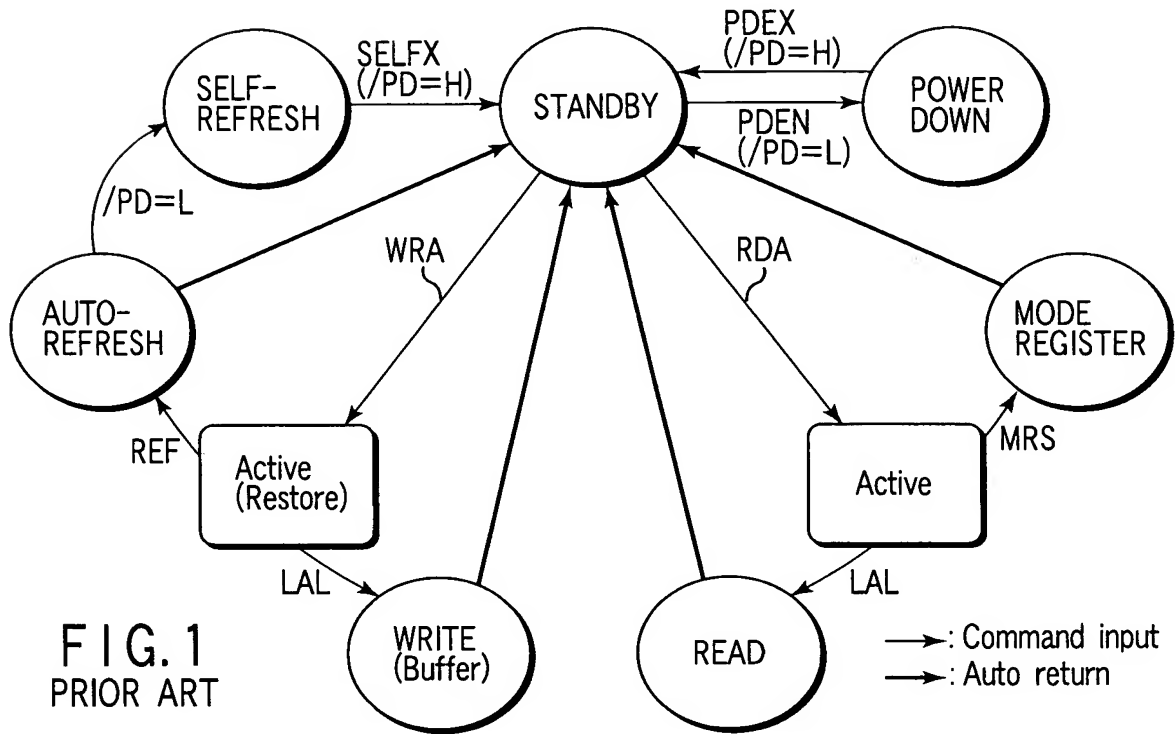 SELFX
(/PD=H)
PDEX
(/PD=H)
SELF-
REFRESH
STANDBY
POWER
DOWN
PDEN
(/PD=L)
/PD=L
WRA
RDA
AUTO-
REFRESH
MODE
REGISTER
REF
Active
(Restore)
Active
MRS
LAL
LAL
WRITE
(Buffer)
READ
FIG. 1
PRIOR ART
: Command input
: Auto return